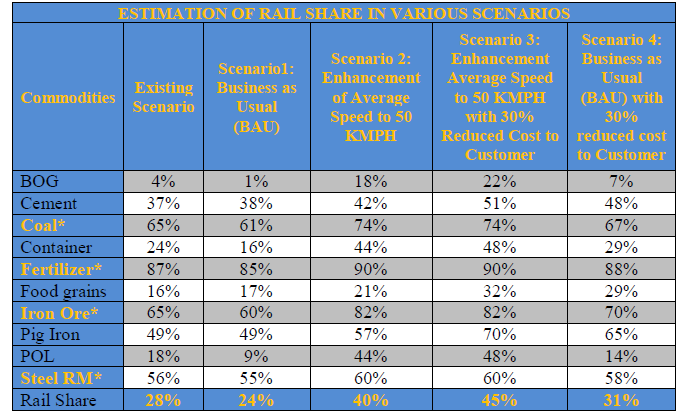 ESTIMATION OF RAIL SHARE IN VARIOUS SCENARIOS
Commodities
Existing
Scenario
Scenario1:
Business as
Usual
(BAU)
Scenario 2:
Enhancement
of Average
Speed to 50
KMPH
Scenario 3:
Enhancement
Average Speed
to 50 KMPH
with 30%
Reduced Cost to
Customer
Scenario 4:
Business as
Usual
(BAU) with
30%
reduced cost
to Customer
BOG 4% 1% 18% 22% 7%
Cement 37% 38% 42% 51% 48%
Coal* 65% 61% 74% 74% 67%
Container 24% 16% 44% 48% 29%
Fertilizer* 87% 85% 90% 90% 88%
Food grains 16% 17% 21% 32% 29%
Iron Ore* 65% 60% 82% 82% 70%
Pig Iron 49% 49% 57% 70% 65%
POL 18% 9% 44% 48% 14%
Steel RM* 56% 55% 60% 60% 58%
Rail Share 28% 24% 40% 45% 31%